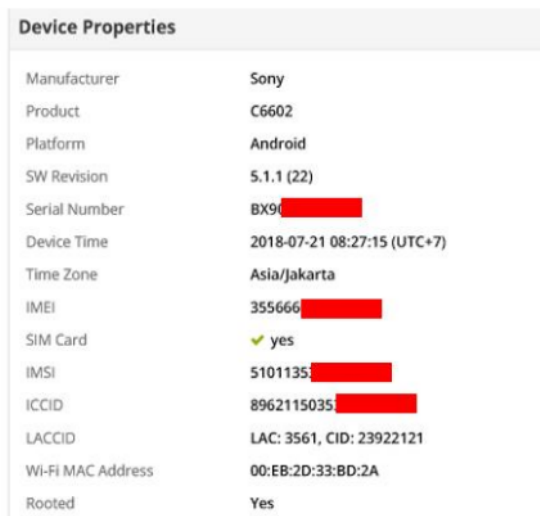 Device Properties
Manufacturer Sony
Product C6602
Platform Android
SW Revision 5.1.1 (22)
Serial Number BX90
Device Time 2018-07-21 08:27:15 (UTC+7)
Time Zone Asia/Jakarta
IMEI 355666
SIM Card yes
IMSI 5101135
ICCID 89621150353
LACCID LAC: 3561, CID: 23922121
Wi-Fi MAC Address 00:EB:2D:33:BD:2A
Rooted Yes